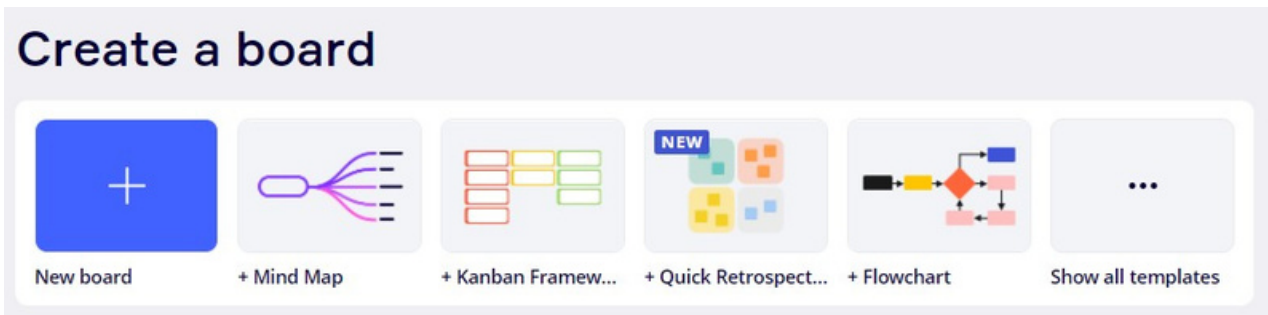 Create a board
NEW
New board
+ Mind Map
+ Kanban Framew...
+ Quick Retrospect...
+ Flowchart
Show all templates